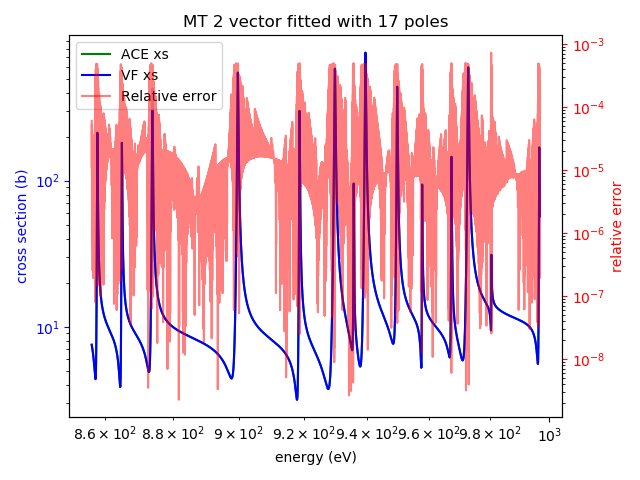 MT 2 vector fitted with 17 poles
ACE xs
VF xs
Relative error
cross section (b)
10²
10¹
relative error
10⁻³
10⁻⁴
10⁻⁵
10⁻⁶
10⁻⁷
10⁻⁸
8.6 × 10² 8.8 × 10² 9 × 10² 9.2 × 10² 9.4 × 10² 9.6 × 10² 9.8 × 10² 10³
energy (eV)